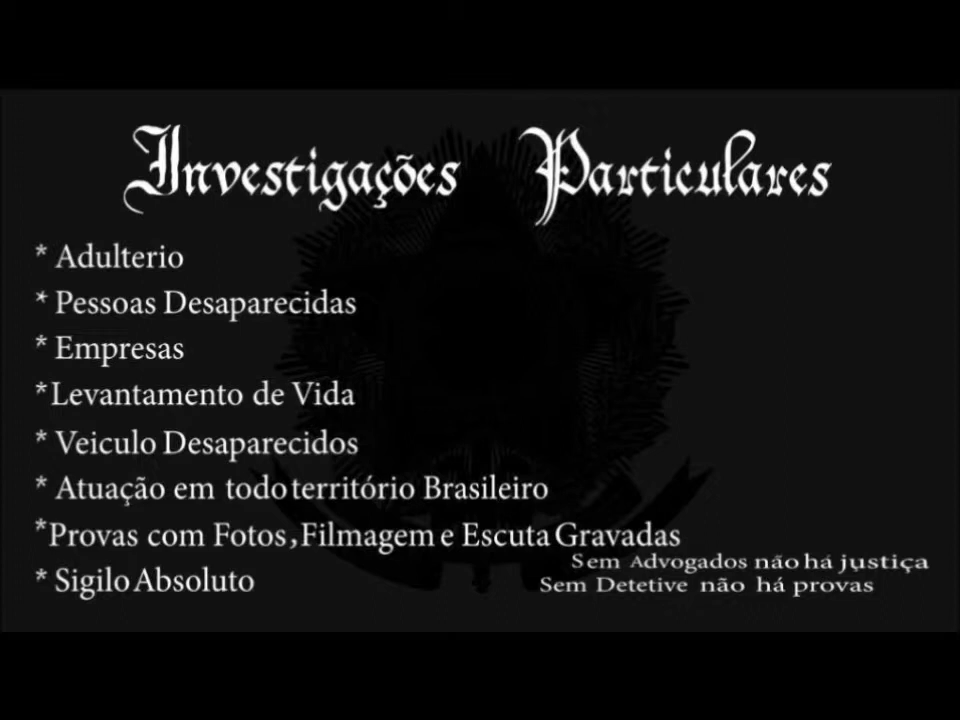 Investigações Particulares
* Adulterio
* Pessoas Desaparecidas
* Empresas
*Levantamento de Vida
* Veiculo Desaparecidos
* Atuação em todo território Brasileiro
*Provas com Fotos, Filmagem e Escuta Gravadas
* Sigilo Absoluto
Sem Advogados não há justiça
Sem Detetive não há provas